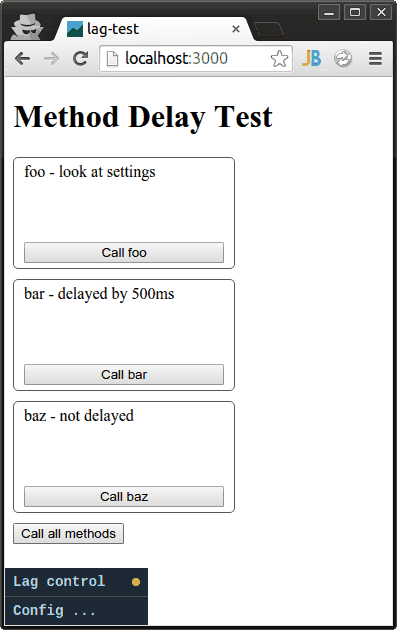 lag-test
localhost:3000
JB
Method Delay Test
foo - look at settings
Call foo
bar - delayed by 500ms
Call bar
baz - not delayed
Call baz
Call all methods
Lag control
Config ...